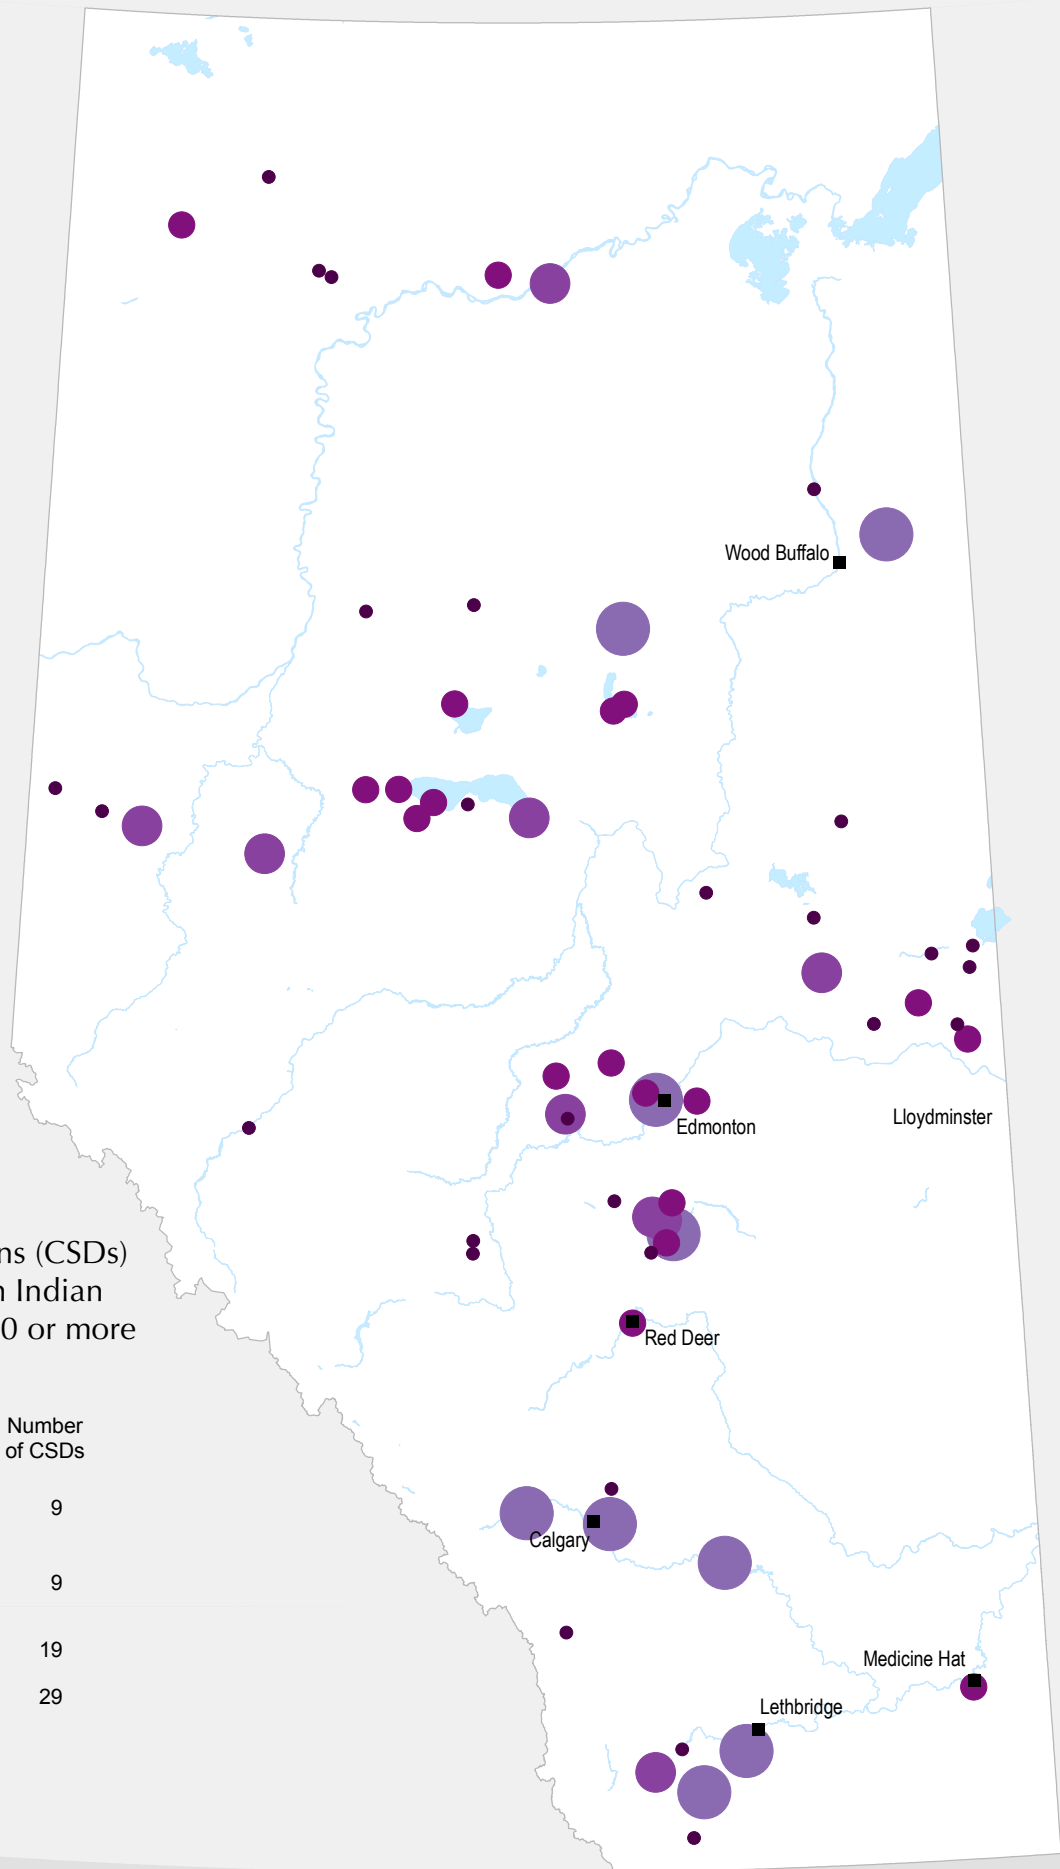 Wood Buffalo
Edmonton
Lloydminster
ns (CSDs)
n Indian
0 or more
Red Deer
Number
of CSDs
9
Calgary
9
19
Medicine Hat
29
Lethbridge